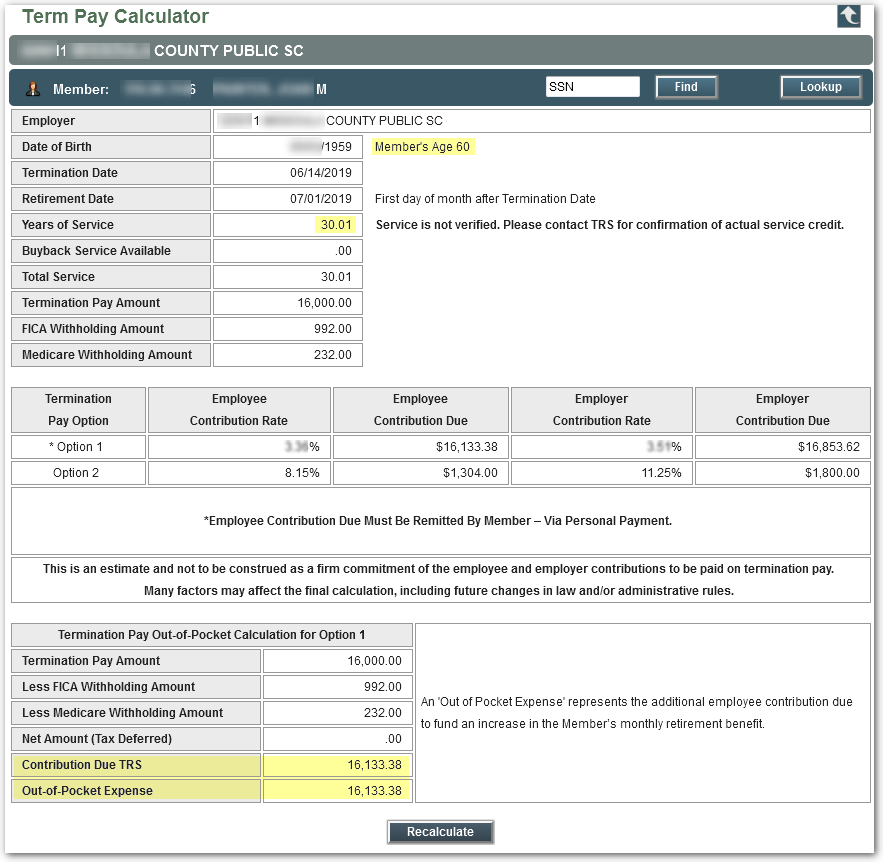 Term Pay Calculator
COUNTY PUBLIC SC
Member: M
SSN
Find
Lookup
Employer COUNTY PUBLIC SC
Date of Birth /1959 Member's Age 60
Termination Date 06/14/2019
Retirement Date 07/01/2019 First day of month after Termination Date
Years of Service 30.01 Service is not verified. Please contact TRS for confirmation of actual service credit.
Buyback Service Available .00
Total Service 30.01
Termination Pay Amount 16,000.00
FICA Withholding Amount 992.00
Medicare Withholding Amount 232.00
Termination Employee Employee Employer Employer
Pay Option Contribution Rate Contribution Due Contribution Rate Contribution Due
* Option 1 % $16,133.38 % $16,853.62
Option 2 8.15% $1,304.00 11.25% $1,800.00
*Employee Contribution Due Must Be Remitted By Member – Via Personal Payment.
This is an estimate and not to be construed as a firm commitment of the employee and employer contributions to be paid on termination pay.
Many factors may affect the final calculation, including future changes in law and/or administrative rules.
Termination Pay Out-of-Pocket Calculation for Option 1
Termination Pay Amount 16,000.00
Less FICA Withholding Amount 992.00
Less Medicare Withholding Amount 232.00
Net Amount (Tax Deferred) .00
Contribution Due TRS 16,133.38
Out-of-Pocket Expense 16,133.38
An 'Out of Pocket Expense' represents the additional employee contribution due
to fund an increase in the Member's monthly retirement benefit.
Recalculate